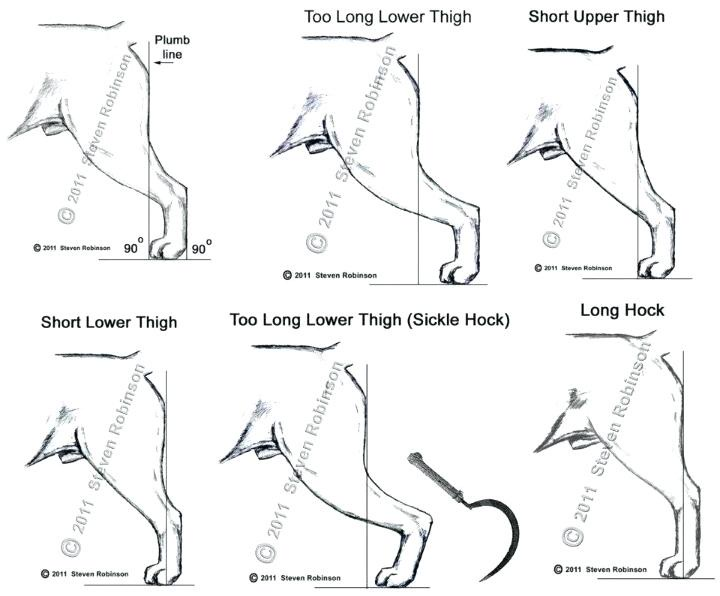 Plumb
line
© 2011 Steven Robinson
90°
90°
© 2011 Steven Robinson
Too Long Lower Thigh
© 2011 Steven Robinson
© 2011 Steven Robinson
Short Upper Thigh
© 2011 Steven Robinson
© 2011 Steven Robinson
Short Lower Thigh
© 2011 Steven Robinson
© 2011 Steven Robinson
Too Long Lower Thigh (Sickle Hock)
© 2011 Steven Robinson
© 2011 Steven Robinson
Long Hock
© 2011 Steven Robinson
© 2011 Steven Robinson